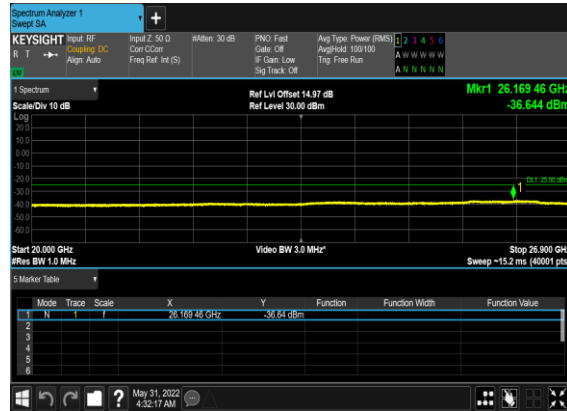 Spectrum Analyzer 1
Swept SA
+
KEYSIGHT Input: RF Input Z: 50 Ω #Atten: 30 dB PNO: Fast Avg Type: Power (RMS) 1 2 3 4 5 6
R T Coupling: DC Corr CCorr Gate: Off Avg|Hold: 100/100 A W W W W W
Align: Auto Freq Ref: Int (S) IF Gain: Low Trig: Free Run
Sig Track: Off A N N N N N
1 Spectrum Ref Lvl Offset 14.97 dB Mkr1 26.169 46 GHz
Scale/Div 10 dB Ref Level 30.00 dBm -36.644 dBm
Log
20.0
10.0
0.00
-10.0
-20.0
DL1 -25.00 dBm
1
-30.0
-40.0
-50.0
-60.0
Start 20.000 GHz Video BW 3.0 MHz* Stop 26.900 GHz
#Res BW 1.0 MHz Sweep ~15.2 ms (40001 pts)
5 Marker Table
Mode Trace Scale X Y Function Function Width Function Value
1 N 1 f 26.169 46 GHz -36.64 dBm
2
3
4
5
6
? May 31, 2022
4:32:17 AM